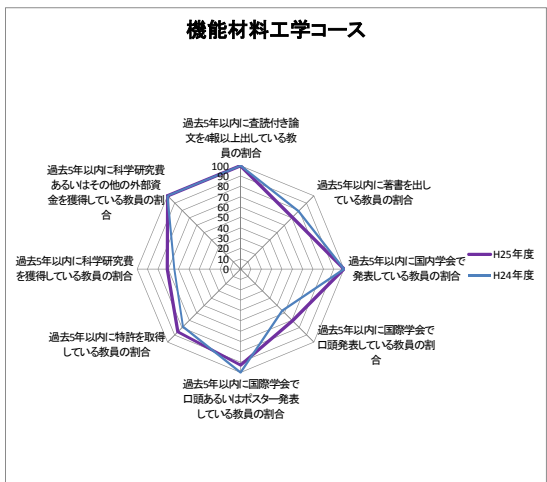 機能材料工学コース
過去5年以内に査読付き論
文を4報以上出している教
員の割合
過去5年以内に著書を出し
ている教員の割合
過去5年以内に国内学会で
発表している教員の割合
過去5年以内に国際学会で
口頭発表している教員の割
合
過去5年以内に国際学会で
口頭あるいはポスター発表
している教員の割合
過去5年以内に特許を取得
している教員の割合
過去5年以内に科学研究費
を獲得している教員の割合
過去5年以内に科学研究費
あるいはその他の外部資
金を獲得している教員の割
合
100
90
80
70
60
50
40
30
20
10
0
H25年度
H24年度